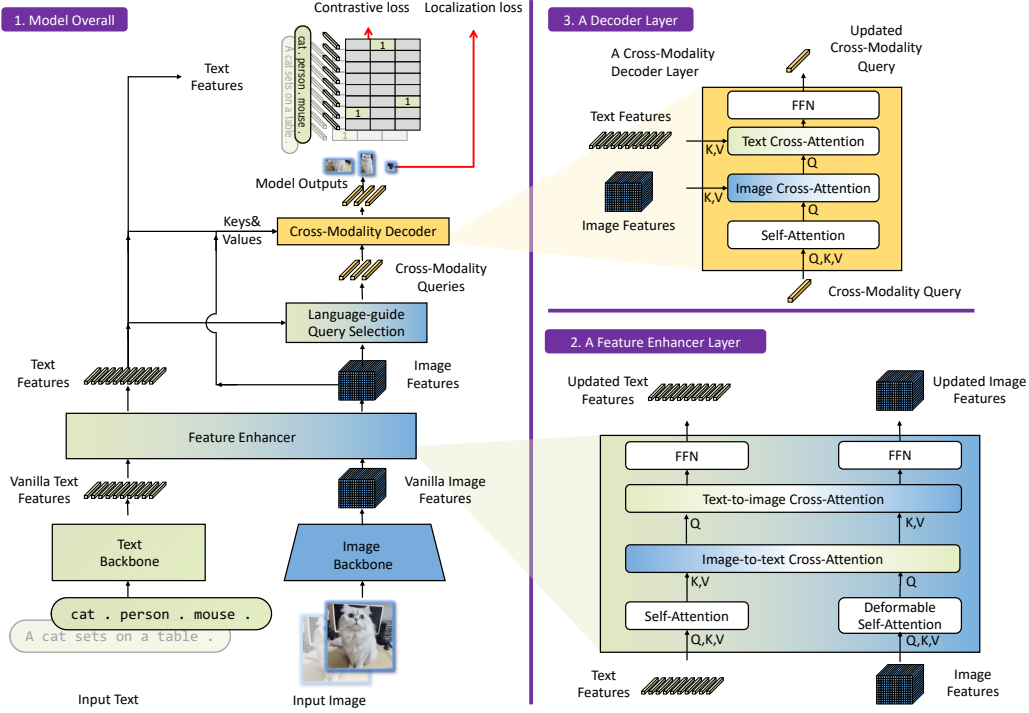 1. Model Overall
Contrastive loss
Localization loss
cat . person . mouse .
A cat sets on a table .
1
1
1
1
Text
Features
Model Outputs
Keys&
Values
Cross-Modality Decoder
Cross-Modality
Queries
Language-guide
Query Selection
Text
Features
Image
Features
Feature Enhancer
Vanilla Text
Features
Vanilla Image
Features
Text
Backbone
Image
Backbone
cat . person . mouse .
A cat sets on a table .
Input Text
Input Image
3. A Decoder Layer
Updated
Cross-Modality
Query
A Cross-Modality
Decoder Layer
FFN
Text Features
Text Cross-Attention
K,V
Q
Image Cross-Attention
K,V
Q
Image Features
Self-Attention
Q,K,V
Cross-Modality Query
2. A Feature Enhancer Layer
Updated Text
Features
Updated Image
Features
FFN
FFN
Text-to-image Cross-Attention
Q
K,V
Image-to-text Cross-Attention
K,V
Q
Self-Attention
Deformable
Self-Attention
Q,K,V
Q,K,V
Text
Features
Image
Features